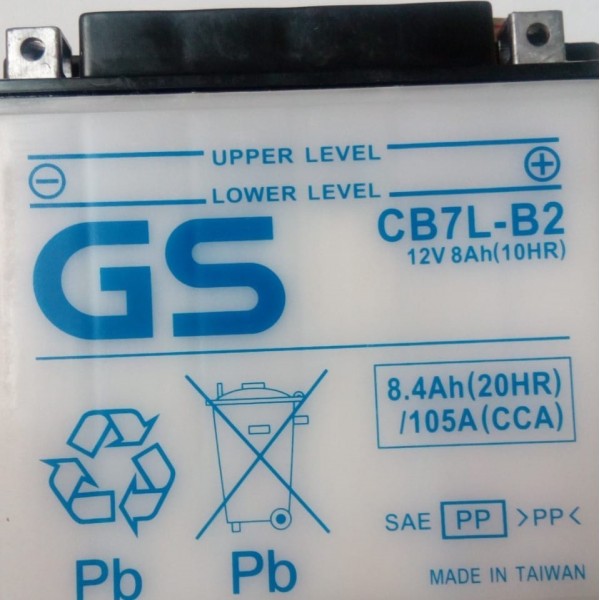 UPPER LEVEL
LOWER LEVEL
GS
CB7L-B2
12V 8Ah(10HR)
8.4Ah(20HR)
/105A(CCA)
SAE PP >PP<
Pb
Pb
MADE IN TAIWAN